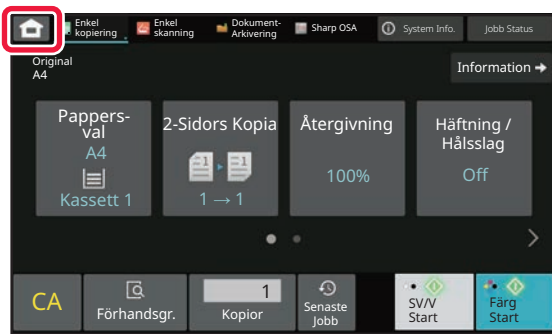 Enkel
kopiering
Enkel
skanning
Dokument-
Arkivering
Sharp OSA
System Info.
Jobb Status
Original
A4
Information
Pappers-
val
A4
Kassett 1
2-Sidors Kopia
1 → 1
Återgivning
100%
Häftning /
Hålsslag
Off
CA
Förhandsgr.
1
Kopior
Senaste
Jobb
SV/V
Start
Färg
Start